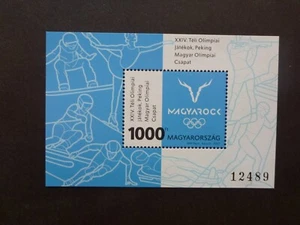 XXIV. Téli Olimpiai
Játékok, Peking
Magyar Olimpiai
Csapat
XXIV. Téli Olimpiai
Játékok, Peking
Magyar Olimpiai
Csapat
MAGYAROCK
1000
MAGYARORSZÁG
12489